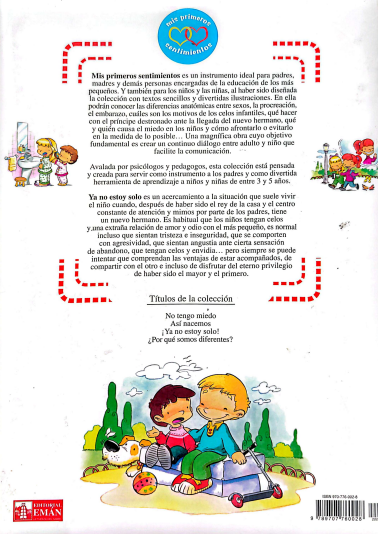 mis primeros
sentimientos
Mis primeros sentimientos es un instrumento ideal para padres,
madres y demás personas encargadas de la educación de los más
pequeños. Y también para los niños y las niñas, al haber sido diseñada
la colección con textos sencillos y divertidas ilustraciones. En ella
podrán conocer las diferencias anatómicas entre sexos, la procreación,
el embarazo, cuáles son los motivos de los celos infantiles, qué hacer
con el príncipe destronado ante la llegada del nuevo hermano, qué
y quién causa el miedo en los niños y cómo afrontarlo o evitarlo
en la medida de lo posible... Una magnífica obra cuyo objetivo
fundamental es crear un continuo diálogo entre adulto y niño que
facilite la comunicación.
Avalada por psicólogos y pedagogos, esta colección está pensada
y creada para servir como instrumento a los padres y como divertida
herramienta de aprendizaje a niños y niñas de entre 3 y 5 años.
Ya no estoy solo es un acercamiento a la situación que suele vivir
el niño cuando, después de haber sido el rey de la casa y el centro
constante de atención y mimos por parte de los padres, tiene
un nuevo hermano. Es habitual que los niños tengan celos
y una extraña relación de amor y odio con el más pequeño, es normal
incluso que sientan tristeza e inseguridad, que se comporten
con agresividad, que sientan angustia ante cierta sensación
de abandono, que tengan celos y envidia... pero siempre se puede
intentar que comprendan las ventajas de estar acompañados, de
compartir con el otro e incluso de disfrutar del eterno privilegio
de haber sido el mayor y el primero.
Títulos de la colección
No tengo miedo
Así nacemos
¡Ya no estoy solo!
¿Por qué somos diferentes?
EDITORIAL
EMÁN
ISBN 970-776-002-8
9 789707 760028